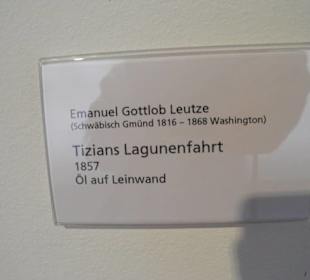 Emanuel Gottlob Leutze
(Schwäbisch Gmünd 1816 – 1868 Washington)
Tizians Lagunenfahrt
1857
Öl auf Leinwand